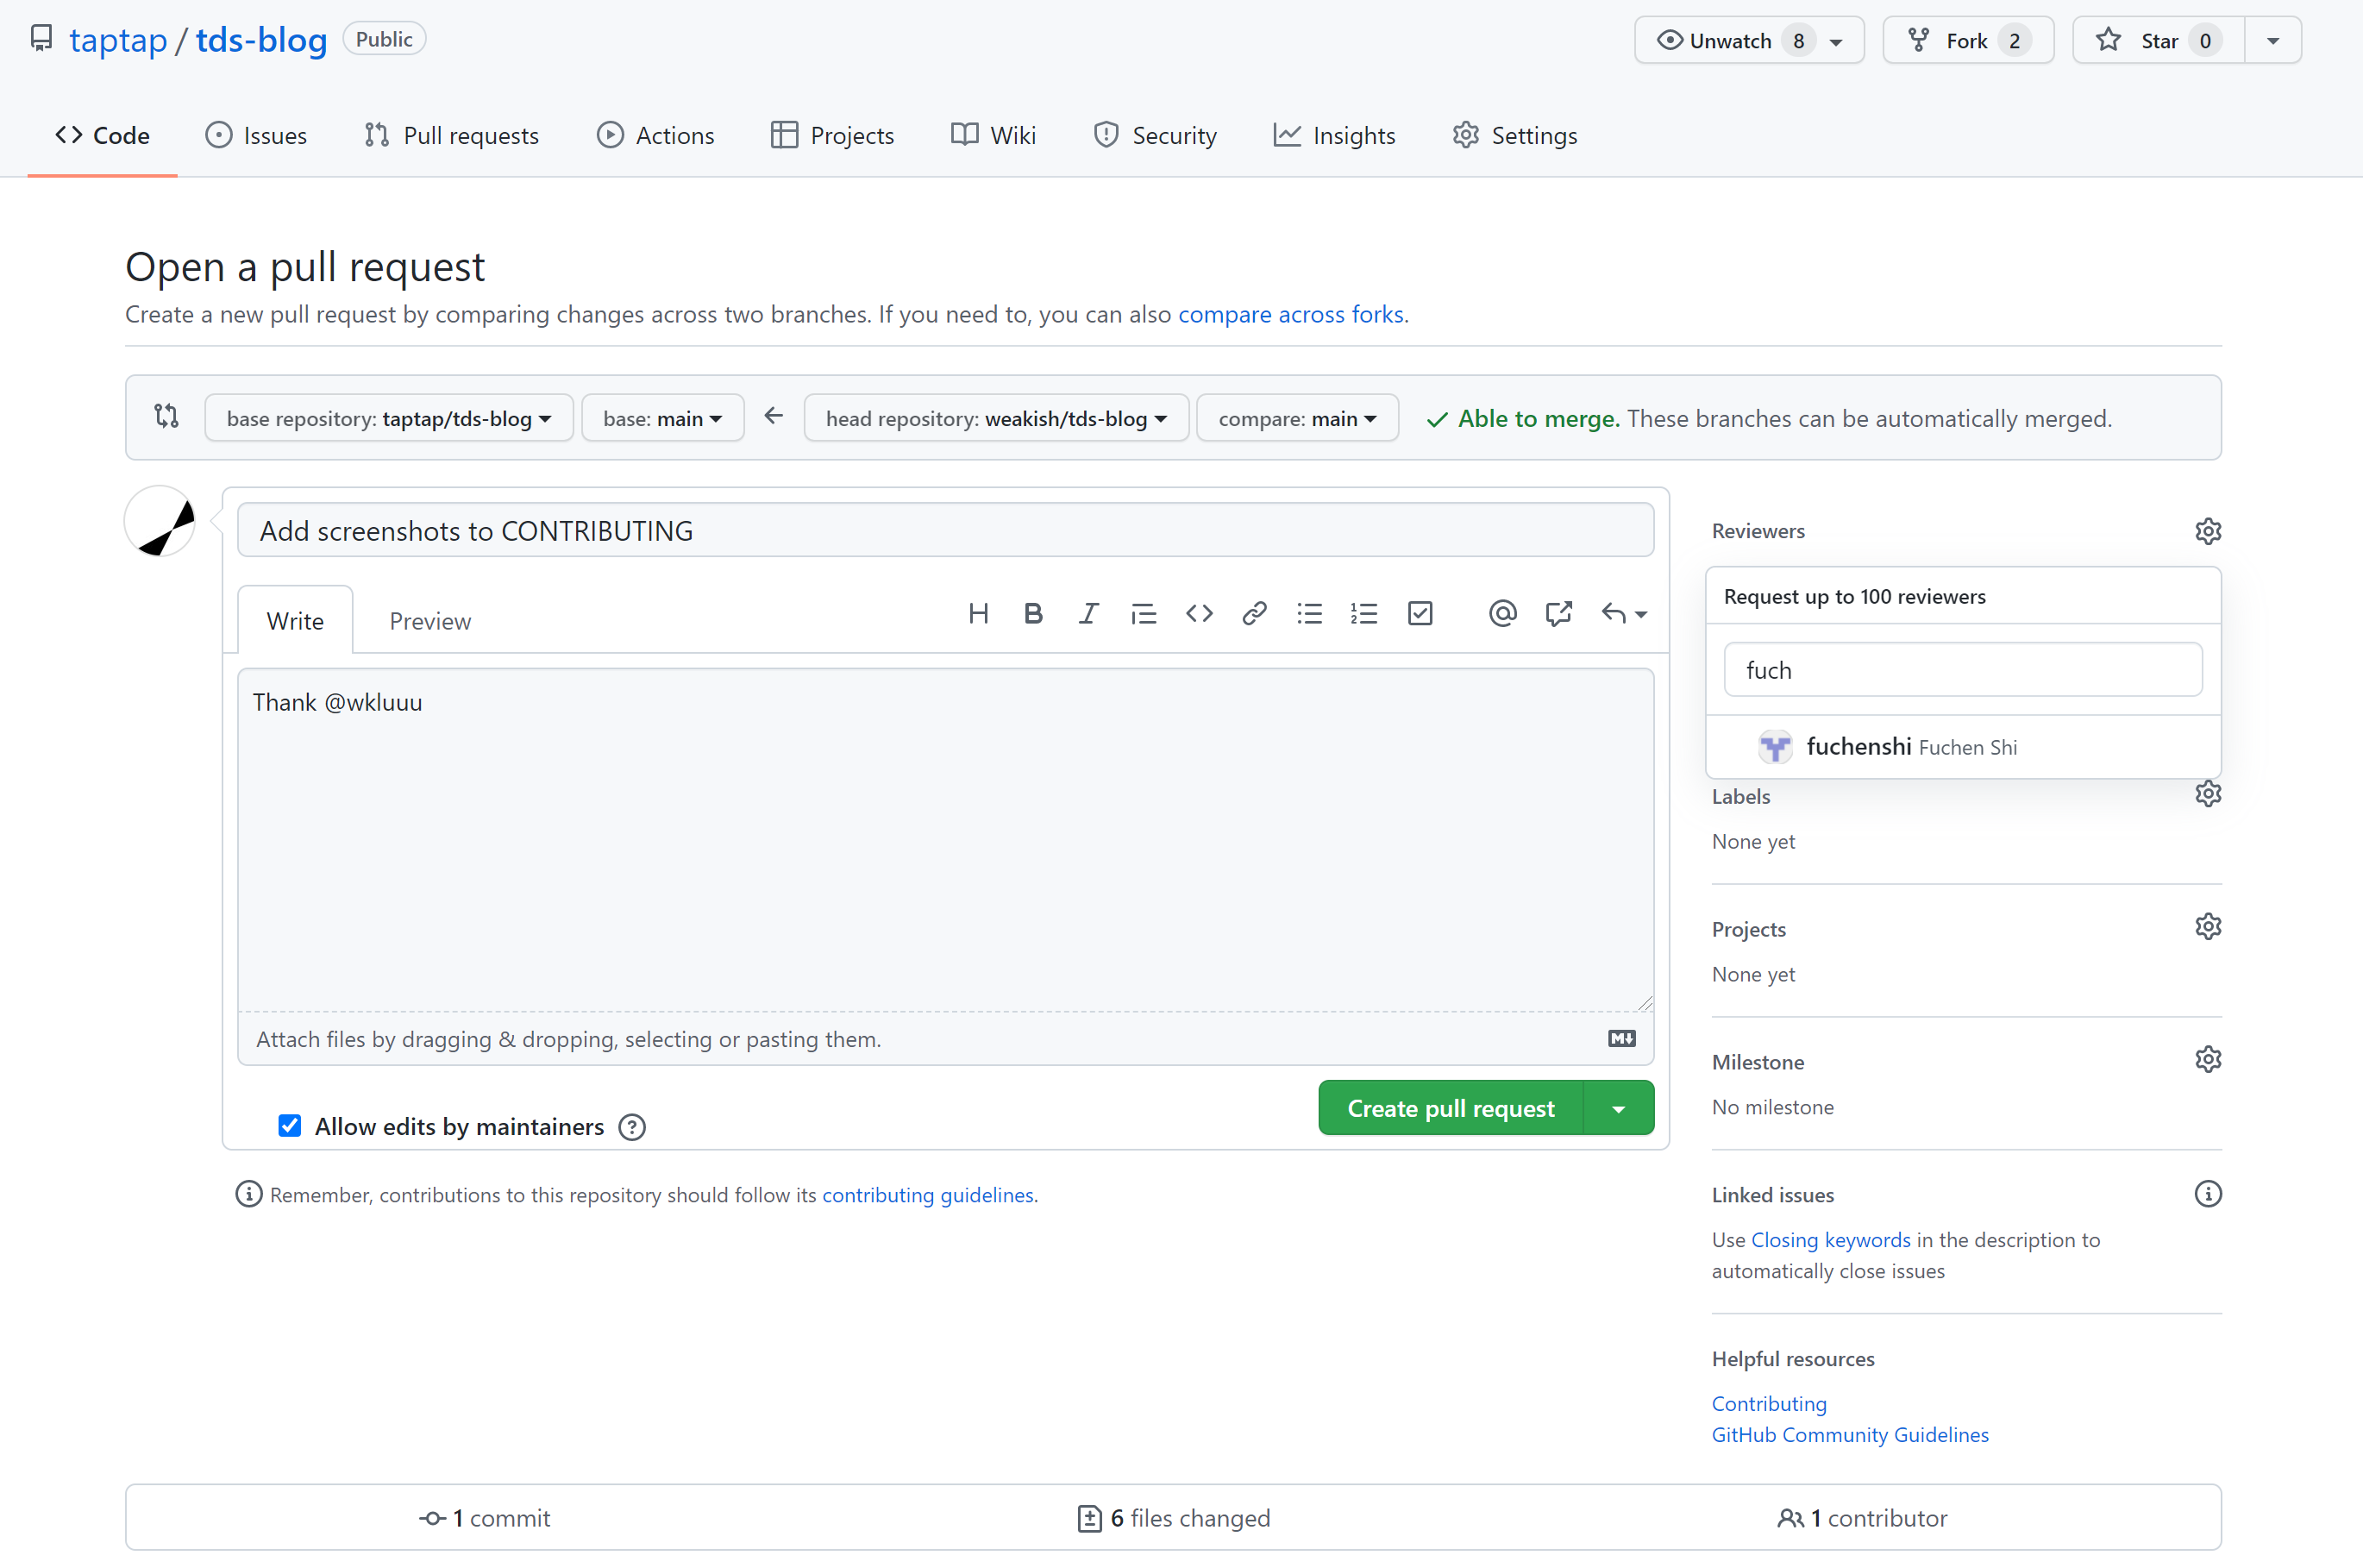 taptap / tds-blog Public
Unwatch 8 Fork 2 Star 0
Code Issues Pull requests Actions Projects Wiki Security Insights Settings
Open a pull request
Create a new pull request by comparing changes across two branches. If you need to, you can also compare across forks.
base repository: taptap/tds-blog base: main head repository: weakish/tds-blog compare: main Able to merge. These branches can be automatically merged.
Add screenshots to CONTRIBUTING
Write Preview
Thank @wkluuu
Attach files by dragging & dropping, selecting or pasting them.
Allow edits by maintainers
Create pull request
Remember, contributions to this repository should follow its contributing guidelines.
Reviewers
Request up to 100 reviewers
fuch
fuchenshi Fuchen Shi
Labels
None yet
Projects
None yet
Milestone
No milestone
Linked issues
Use Closing keywords in the description to
automatically close issues
Helpful resources
Contributing
GitHub Community Guidelines
1 commit 6 files changed 1 contributor